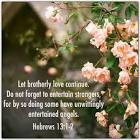 Let brotherly love continue.
Do not forget to entertain strangers,
for by so doing some have unwittingly
entertained angels.
Hebrews 13:1-2